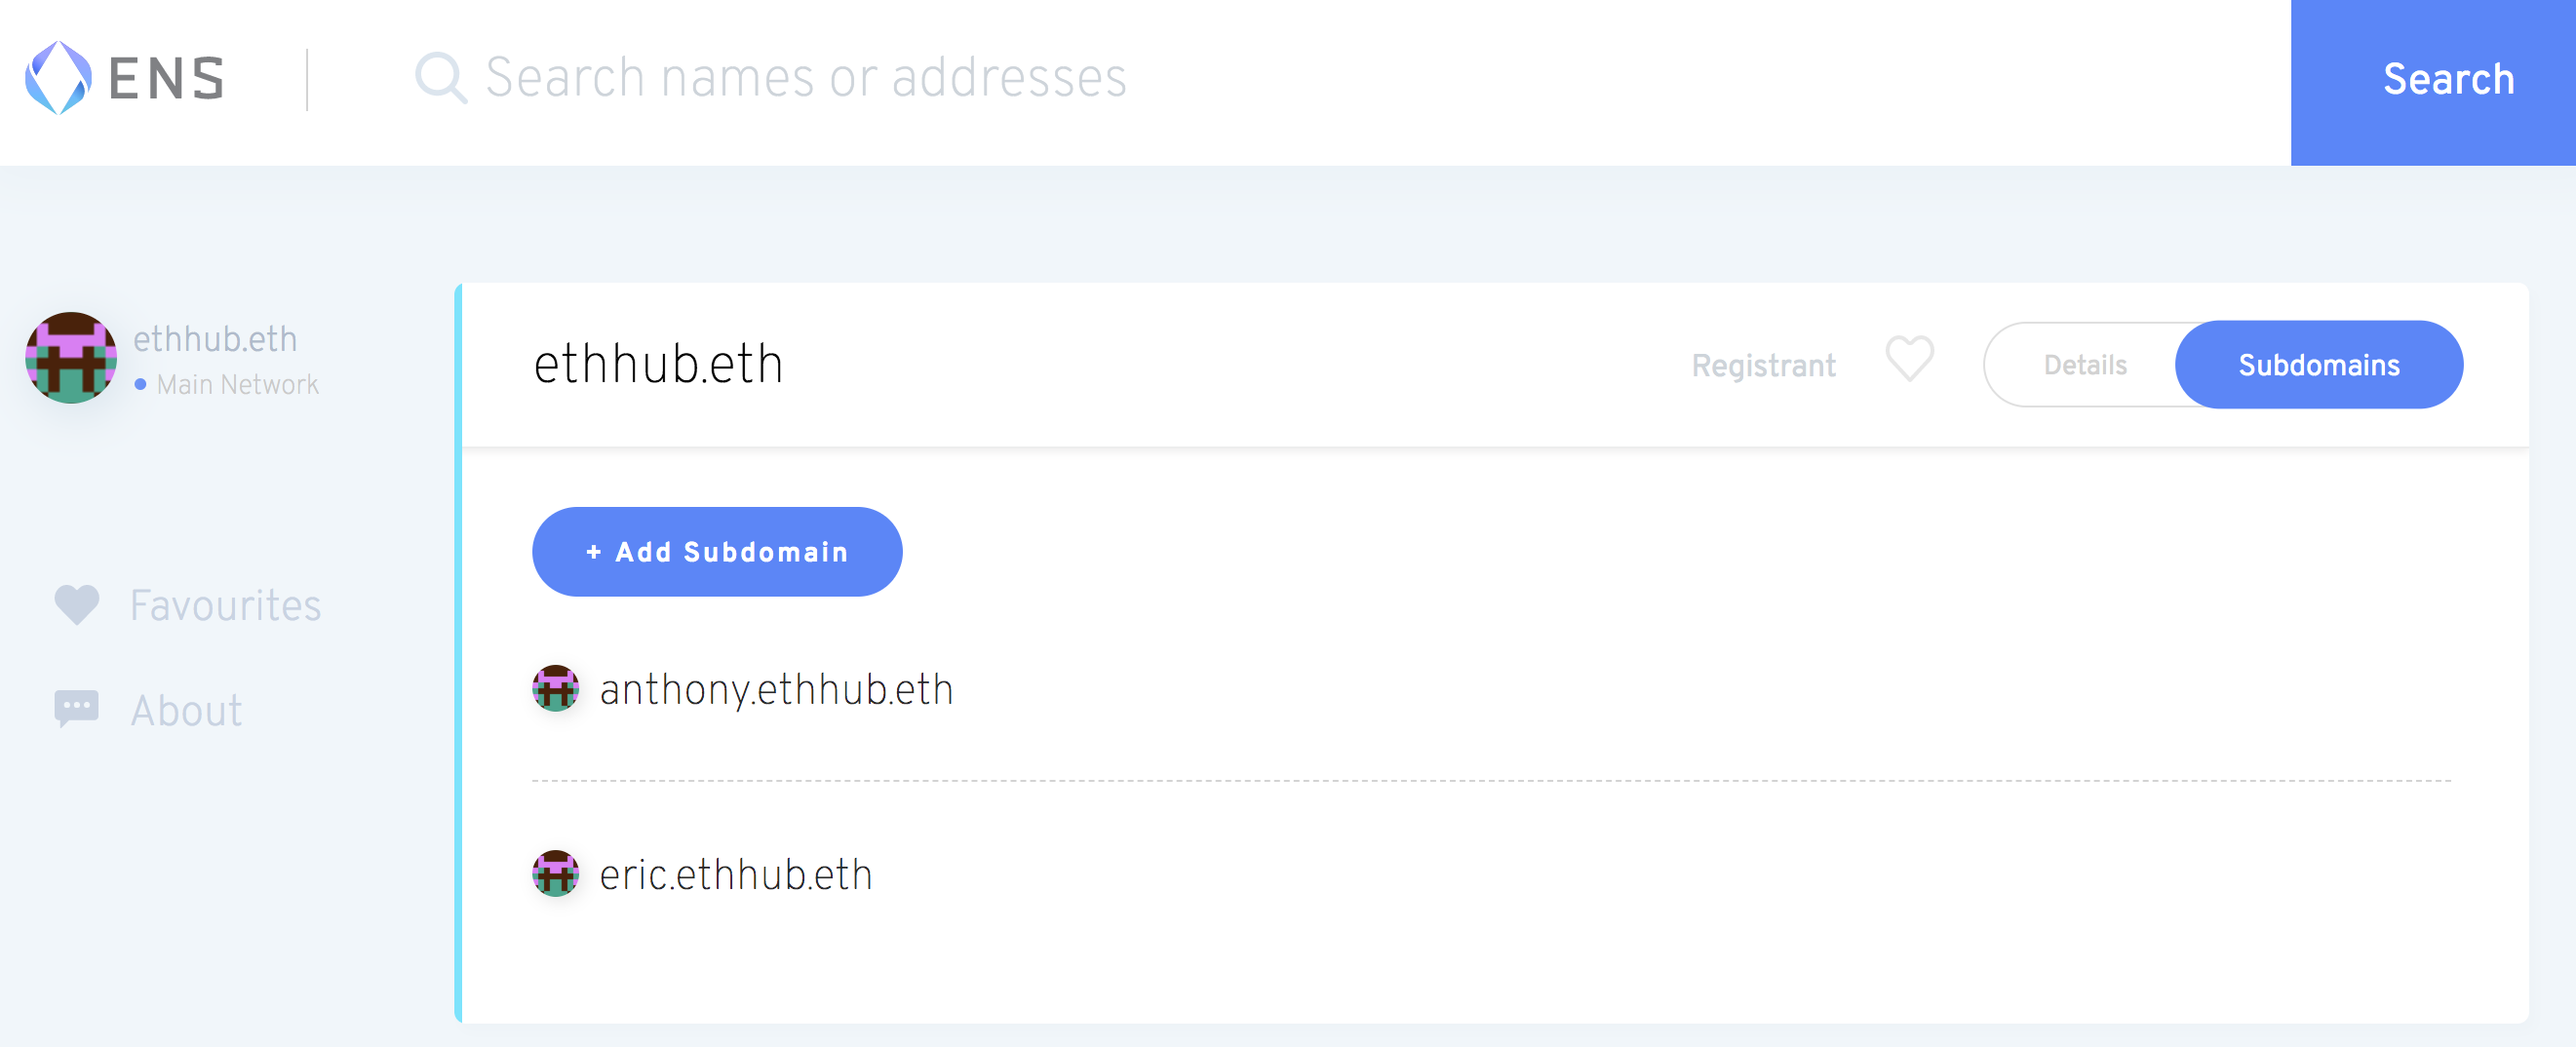 ENS
Search names or addresses
Search
ethhub.eth
Main Network
Favourites
About
ethhub.eth
Registrant
Details
Subdomains
+ Add Subdomain
anthony.ethhub.eth
eric.ethhub.eth